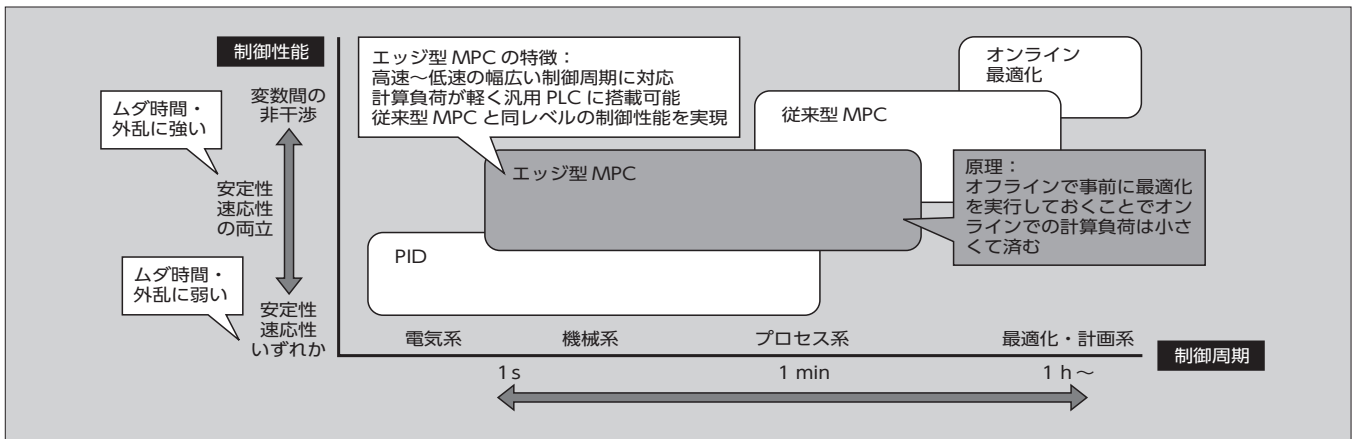 制御性能
変数間の
非干渉
ムダ時間・
外乱に強い
安定性
速応性
の両立
ムダ時間・
外乱に弱い
安定性
速応性
いずれか
エッジ型 MPC の特徴：
高速～低速の幅広い制御周期に対応
計算負荷が軽く汎用 PLC に搭載可能
従来型 MPC と同レベルの制御性能を実現
オンライン
最適化
従来型 MPC
エッジ型 MPC
原理：
オフラインで事前に最適化
を実行しておくことでオン
ラインでの計算負荷は小さ
くて済む
PID
電気系 機械系 プロセス系 最適化・計画系
制御周期
1 s 1 min 1 h～